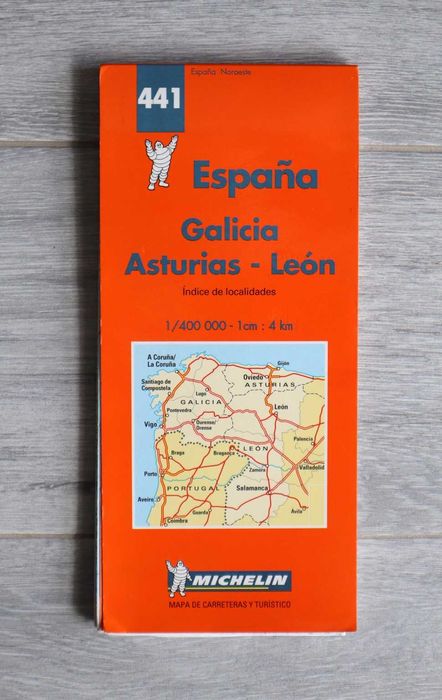 España Noroeste
441
España
Galicia
Asturias - León
Índice de localidades
1/400 000 - 1 cm : 4 km
A Coruña/
La Coruña
Gijón
Oviedo
ASTURIAS
Santiago de
Compostela
Lugo
GALICIA
Pontevedra
León
Vigo
Ourense/
Orense
Palencia
LEÓN
Braga
Bragança
Zamora
Valladolid
Porto
PORTUGAL
Salamanca
Aveiro
Guarda
Ávila
Coimbra
MICHELIN
MAPA DE CARRETERAS Y TURÍSTICO